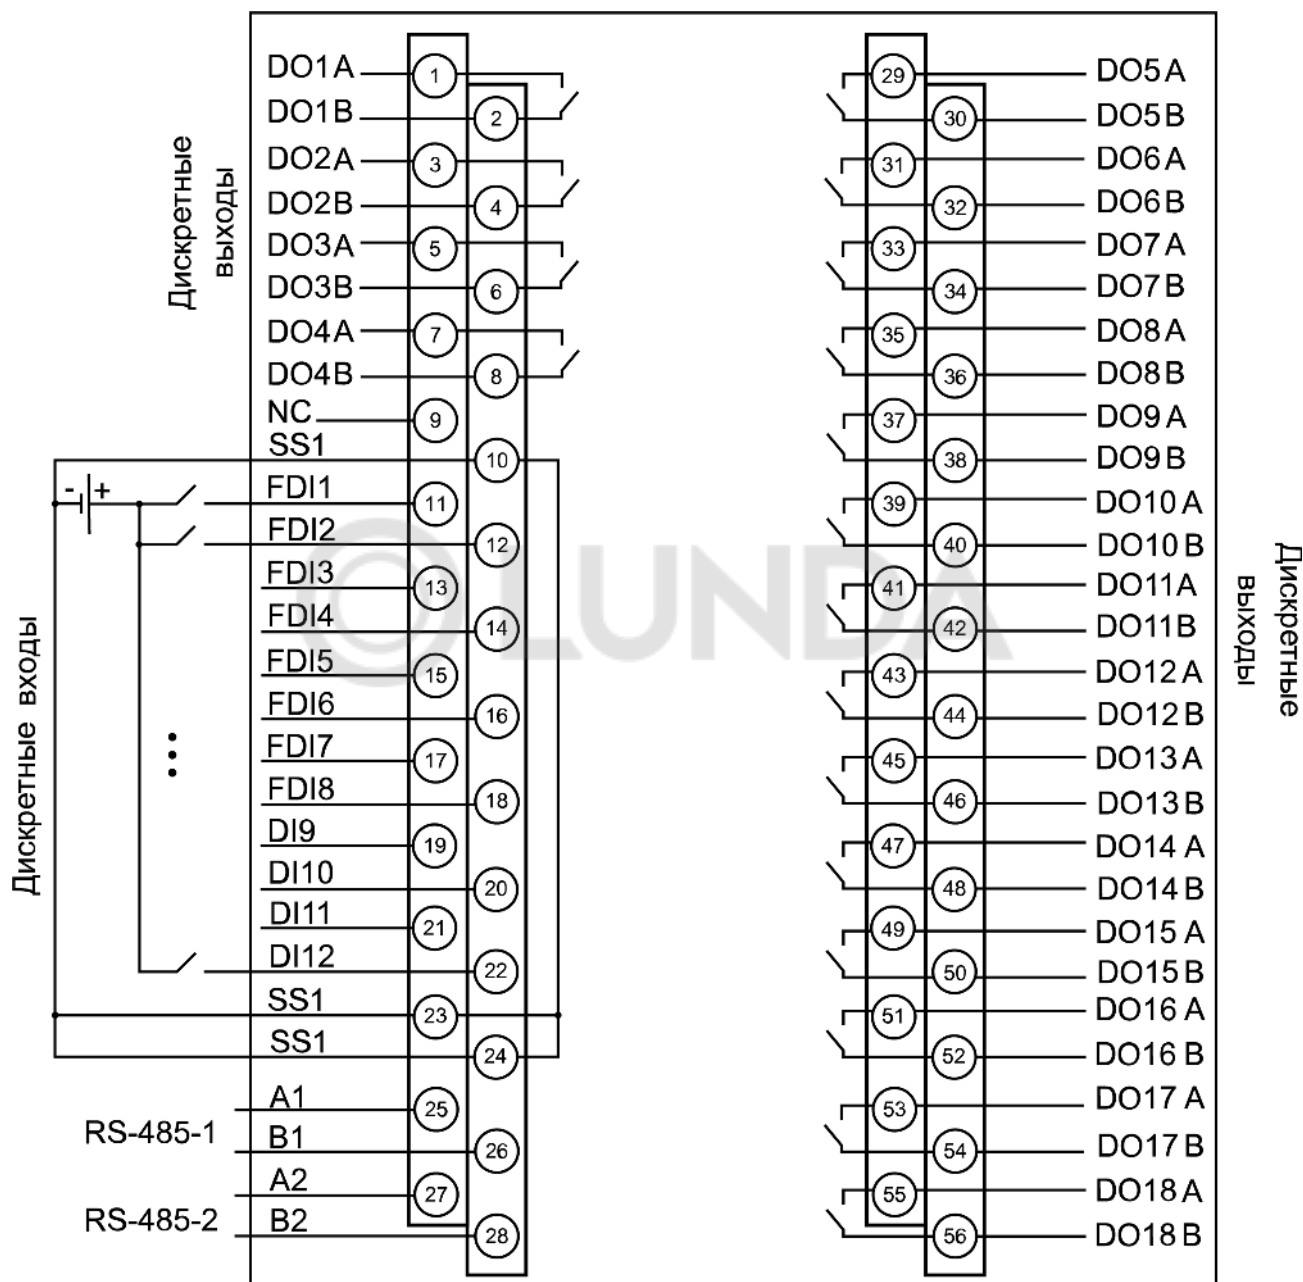 DO1A 1
DO1B 2
DO2A 3
DO2B 4
DO3A 5
DO3B 6
DO4A 7
DO4B 8
NC 9
SS1 10
- +
FDI1 11
FDI2 12
FDI3 13
FDI4 14
FDI5 15
FDI6 16
FDI7 17
FDI8 18
DI9 19
DI10 20
DI11 21
DI12 22
SS1 23
SS1 24
A1 25
B1 26
A2 27
B2 28
Дискретные
выходы
Дискретные входы
RS-485-1
RS-485-2
LUNDA
29 DO5A
30 DO5B
31 DO6A
32 DO6B
33 DO7A
34 DO7B
35 DO8A
36 DO8B
37 DO9A
38 DO9B
39 DO10A
40 DO10B
41 DO11A
42 DO11B
43 DO12A
44 DO12B
45 DO13A
46 DO13B
47 DO14A
48 DO14B
49 DO15A
50 DO15B
51 DO16A
52 DO16B
53 DO17A
54 DO17B
55 DO18A
56 DO18B
Дискретные
выходы